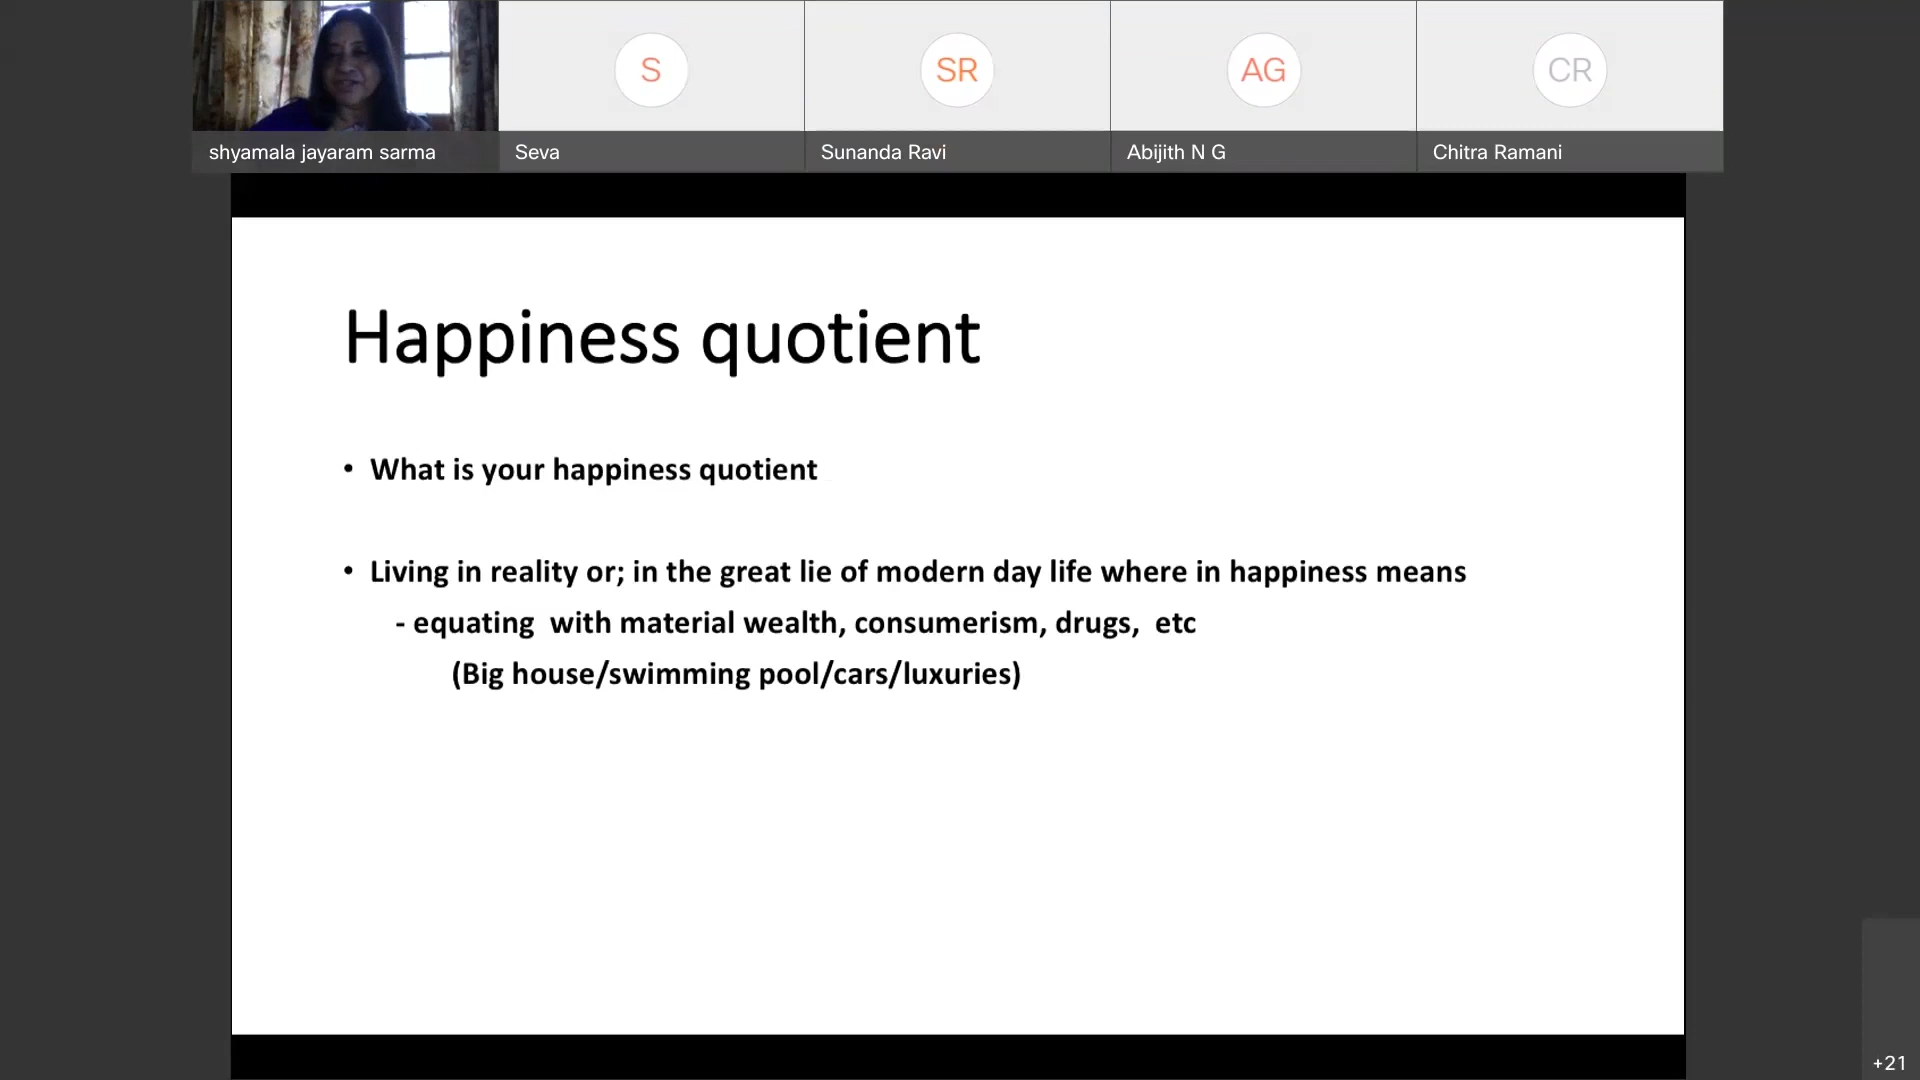 S
SR
AG
CR
shyamala jayaram sarma
Seva
Sunanda Ravi
Abijith N G
Chitra Ramani
Happiness quotient
• What is your happiness quotient
• Living in reality or; in the great lie of modern day life where in happiness means
- equating  with material wealth, consumerism, drugs,  etc
(Big house/swimming pool/cars/luxuries)
+21